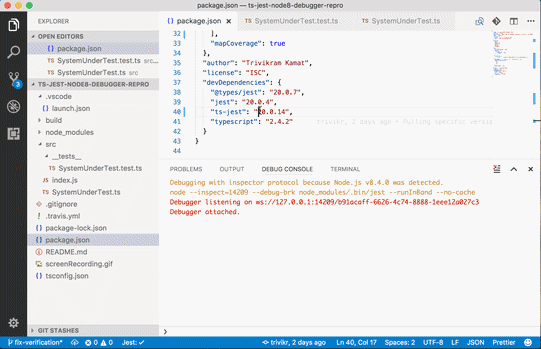 package.json — ts-jest-node8-debugger-repro
EXPLORER
package.json
SystemUnderTest.test.ts
SystemUnderTest.ts
OPEN EDITORS
package.json
SystemUnderTest.test.ts src...
SystemUnderTest.ts src
TS-JEST-NODE8-DEBUGGER-REPRO
.vscode
launch.json
build
node_modules
src
__tests__
SystemUnderTest.test.ts
index.js
SystemUnderTest.ts
.gitignore
.travis.yml
package-lock.json
package.json
README.md
screenRecording.gif
tsconfig.json
GIT STASHES
3
32 ],
33 "mapCoverage": true
34 },
35 "author": "Trivikram Kamat",
36 "license": "ISC",
37 "devDependencies": {
38 "@types/jest": "20.0.7",
39 "jest": "20.0.4",
40 "ts-jest": "20.0.14",
41 "typescript": "2.4.2" trivikr, 2 days ago • Pulling specific versio
42 }
43 }
44
PROBLEMS OUTPUT DEBUG CONSOLE TERMINAL
Debugging with inspector protocol because Node.js v8.4.0 was detected.
node --inspect=14209 --debug-brk node_modules/.bin/jest --runInBand --no-cache
Debugger listening on ws://127.0.0.1:14209/b91acaff-6626-4c74-8888-1eee12a027c3
Debugger attached.
fix-verification* 0 0 Jest: ✓ trivikr, 2 days ago Ln 40, Col 17 Spaces: 2 UTF-8 LF JSON Prettier